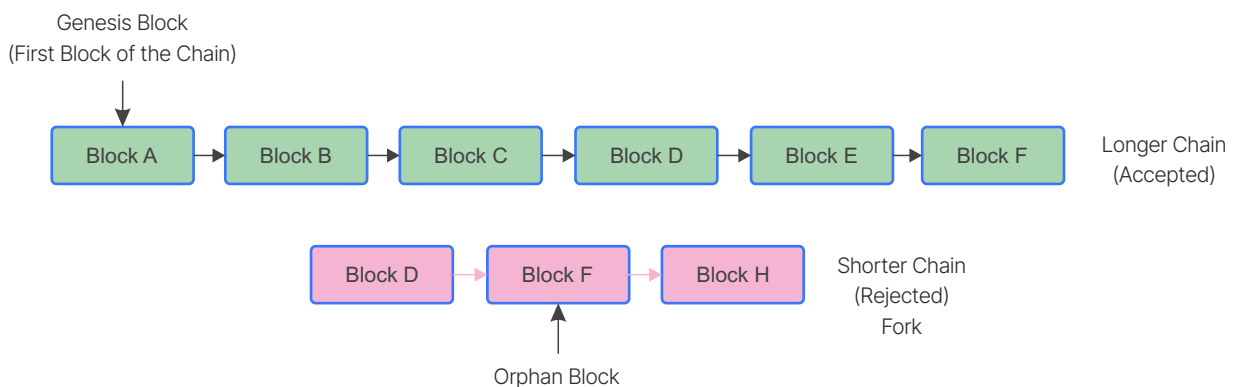 Genesis Block
(First Block of the Chain)
Block A
Block B
Block C
Block D
Block E
Block F
Longer Chain
(Accepted)
Block D
Block F
Block H
Shorter Chain
(Rejected)
Fork
Orphan Block